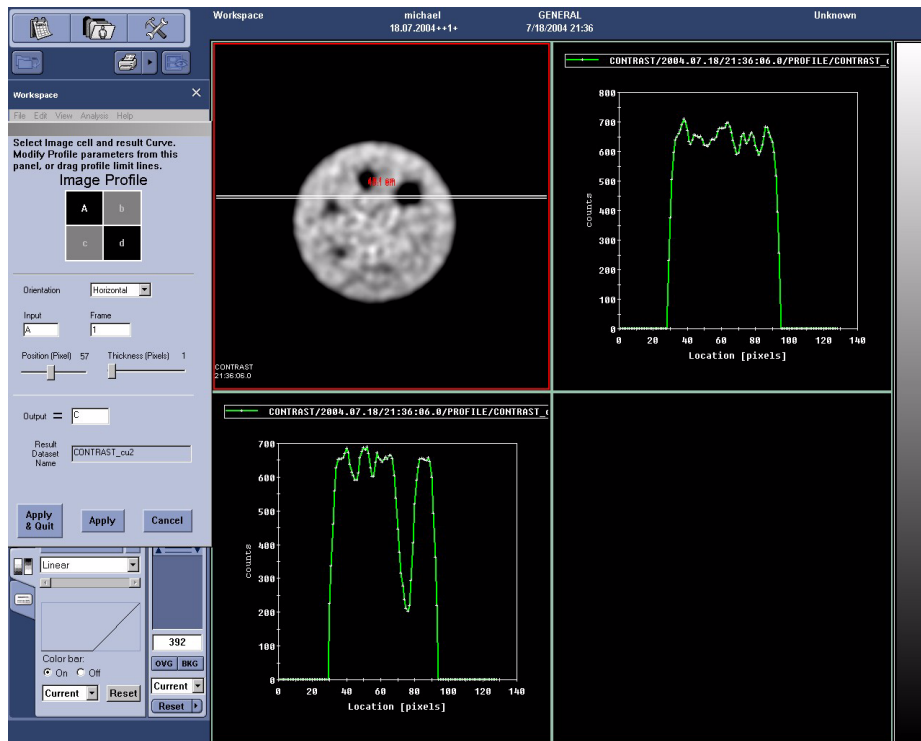 Workspace michael GENERAL Unknown
18.07.2004++1+ 7/18/2004 21:36
Workspace
File Edit View Analysis Help
Select Image cell and result Curve.
Modify Profile parameters from this
panel, or drag profile limit lines.
Image Profile
A b
c d
Orientation Horizontal
Input Frame
A 1
Position (Pixel) 57 Thickness (Pixels) 1
Output = C
Result
Dataset
Name
CONTRAST_cu2
Apply
& Quit
Apply
Cancel
Linear
Color bar:
On Off
Current Reset
392
OVG BKG
Current
Reset
CONTRAST
21:36:06.0
CONTRAST/2004.07.18/21:36:06.0/PROFILE/CONTRAST_c
800
700
600
500
400
300
200
100
0
counts
0 20 40 60 80 100 120 140
Location [pixels]
CONTRAST/2004.07.18/21:36:06.0/PROFILE/CONTRAST_c
700
600
500
400
300
200
100
0
counts
0 20 40 60 80 100 120 140
Location [pixels]